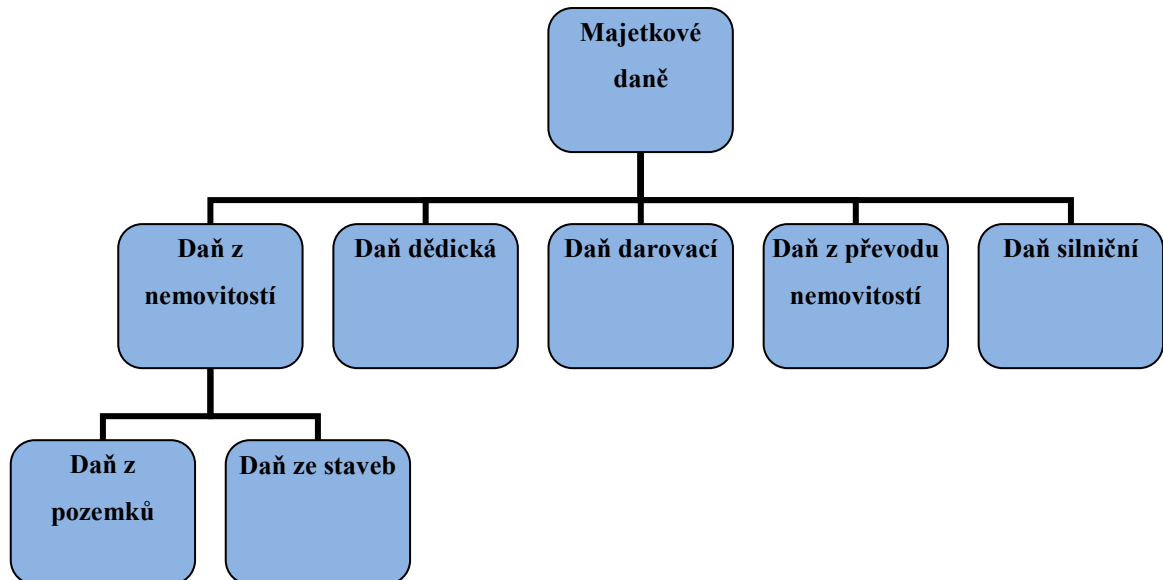 Majetkové
daně
Daň z
nemovitostí
Daň dědická
Daň darovací
Daň z převodu
nemovitostí
Daň silniční
Daň z
pozemků
Daň ze staveb